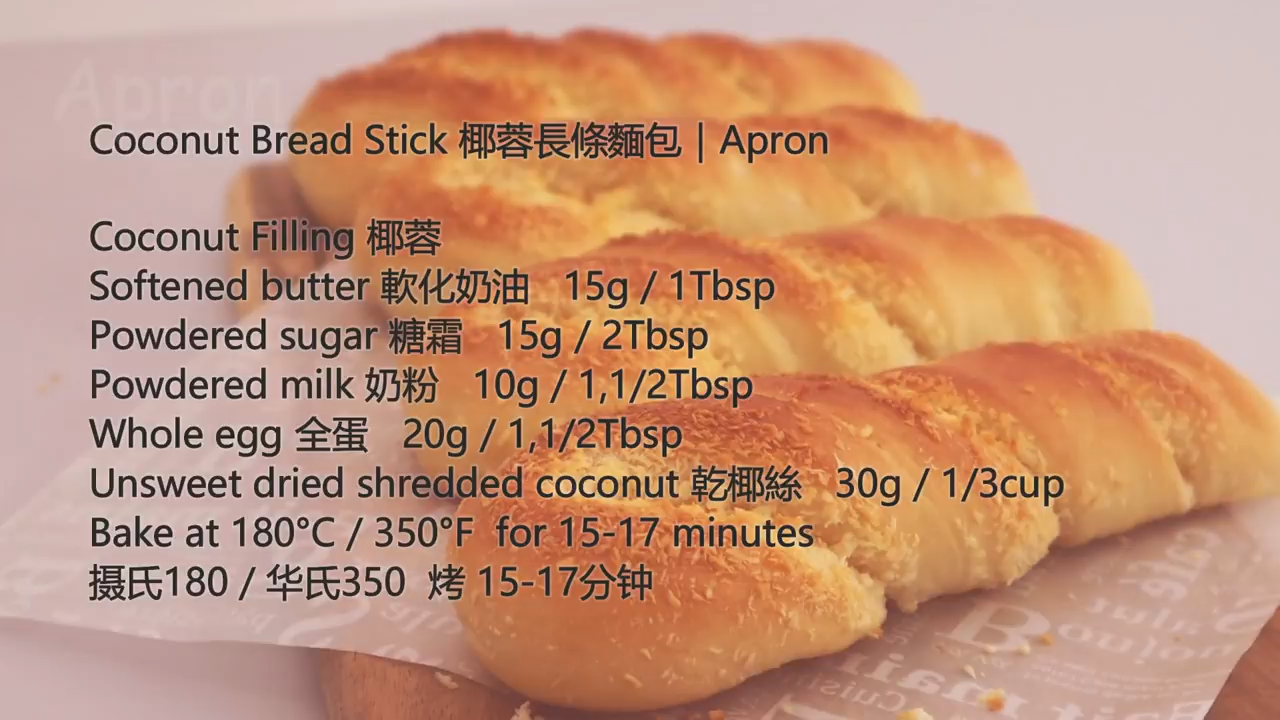 Apron
Coconut Bread Stick 椰蓉長條麵包 | Apron
Coconut Filling 椰蓉
Softened butter 軟化奶油 15g / 1Tbsp
Powdered sugar 糖霜 15g / 2Tbsp
Powdered milk 奶粉 10g / 1,1/2Tbsp
Whole egg 全蛋 20g / 1,1/2Tbsp
Unsweet dried shredded coconut 乾椰絲 30g / 1/3cup
Bake at 180°C / 350°F for 15-17 minutes
摄氏180 / 华氏350 烤 15-17分钟